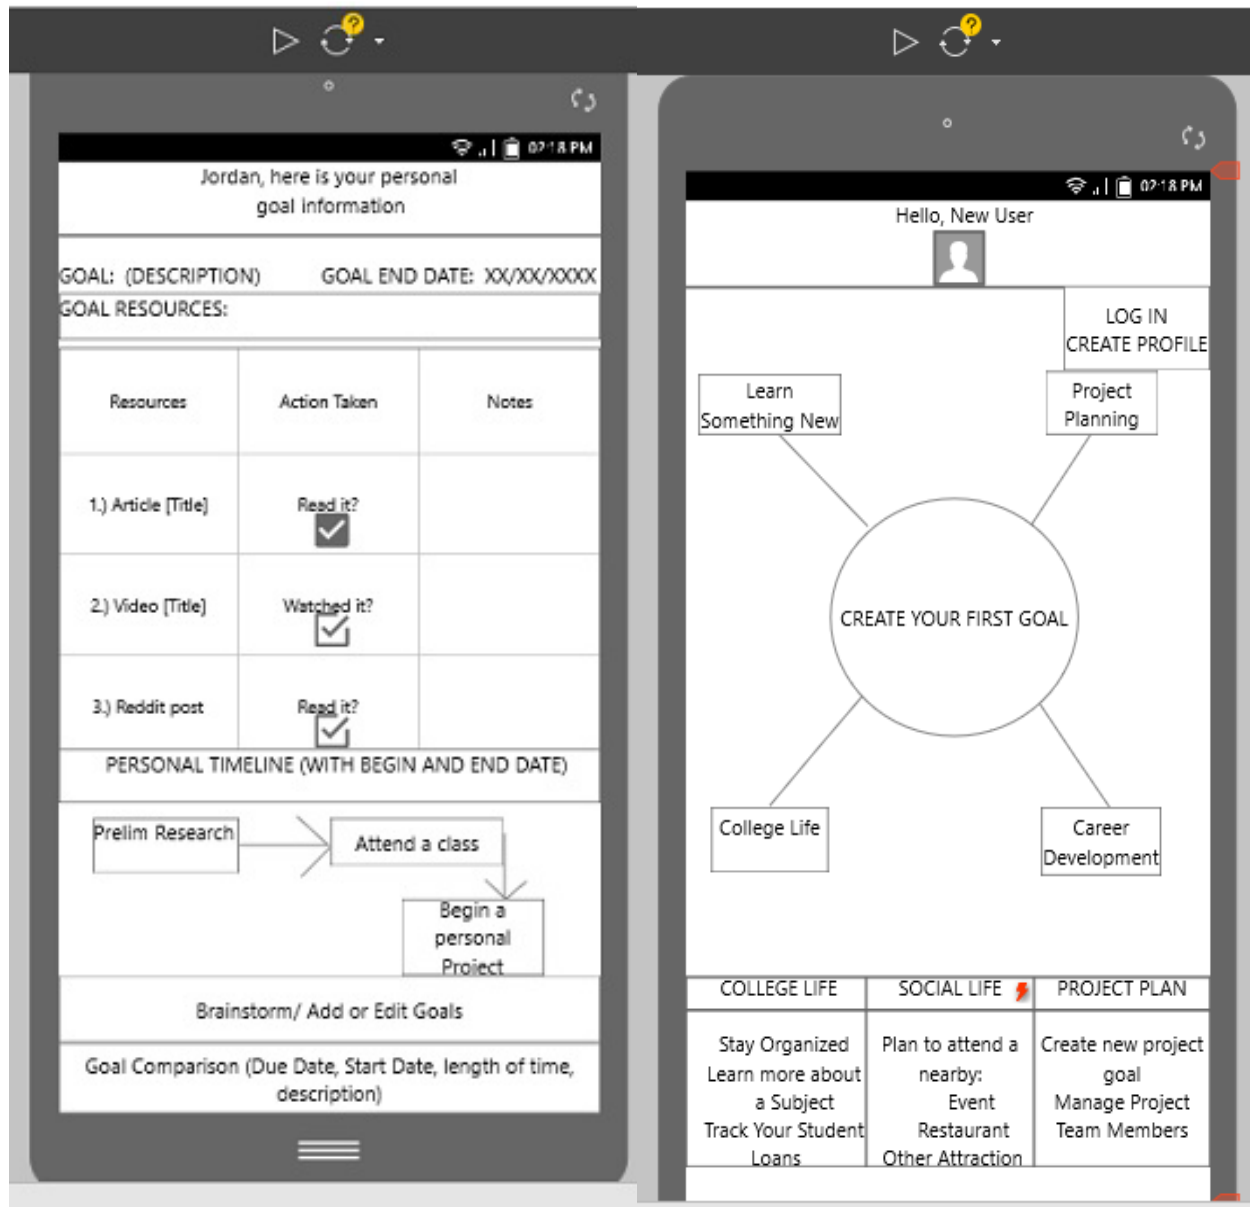 ?
02:18 PM
Jordan, here is your personal
goal information
GOAL: (DESCRIPTION) GOAL END DATE: XX/XX/XXXX
GOAL RESOURCES:
Resources Action Taken Notes
1.) Article [Title] Read it?
2.) Video [Title] Watched it?
3.) Reddit post Read it?
PERSONAL TIMELINE (WITH BEGIN AND END DATE)
Prelim Research
Attend a class
Begin a
personal
Project
Brainstorm/ Add or Edit Goals
Goal Comparison (Due Date, Start Date, length of time,
description)
?
02:18 PM
Hello, New User
LOG IN
CREATE PROFILE
Learn
Something New
Project
Planning
CREATE YOUR FIRST GOAL
College Life
Career
Development
COLLEGE LIFE
Stay Organized
Learn more about
a Subject
Track Your Student
Loans
SOCIAL LIFE
Plan to attend a
nearby:
Event
Restaurant
Other Attraction
PROJECT PLAN
Create new project
goal
Manage Project
Team Members